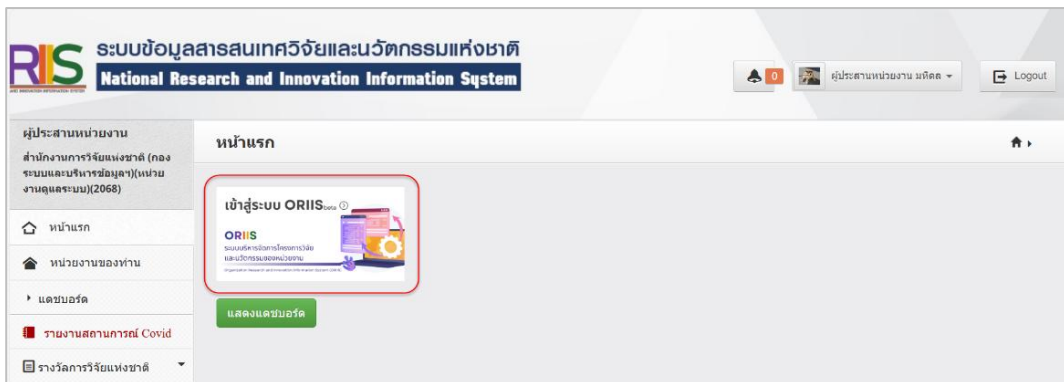 RIIS
ระบบข้อมูลสารสนเทศวิจัยและนวัตกรรมแห่งชาติ
National Research and Innovation Information System
0
ผู้ประสานหน่วยงาน มหิดล
Logout
ผู้ประสานหน่วยงาน
สำนักงานการวิจัยแห่งชาติ (กอง
ระบบและบริหารข้อมูลฯ)(หน่วย
งานดูแลระบบ)(2068)
หน้าแรก
หน่วยงานของท่าน
แดชบอร์ด
รายงานสถานการณ์ Covid
รางวัลการวิจัยแห่งชาติ
หน้าแรก
เข้าสู่ระบบ ORIIS beta
ORIIS
ระบบบริหารจัดการโครงการวิจัย
และนวัตกรรมของหน่วยงาน
แสดงแดชบอร์ด